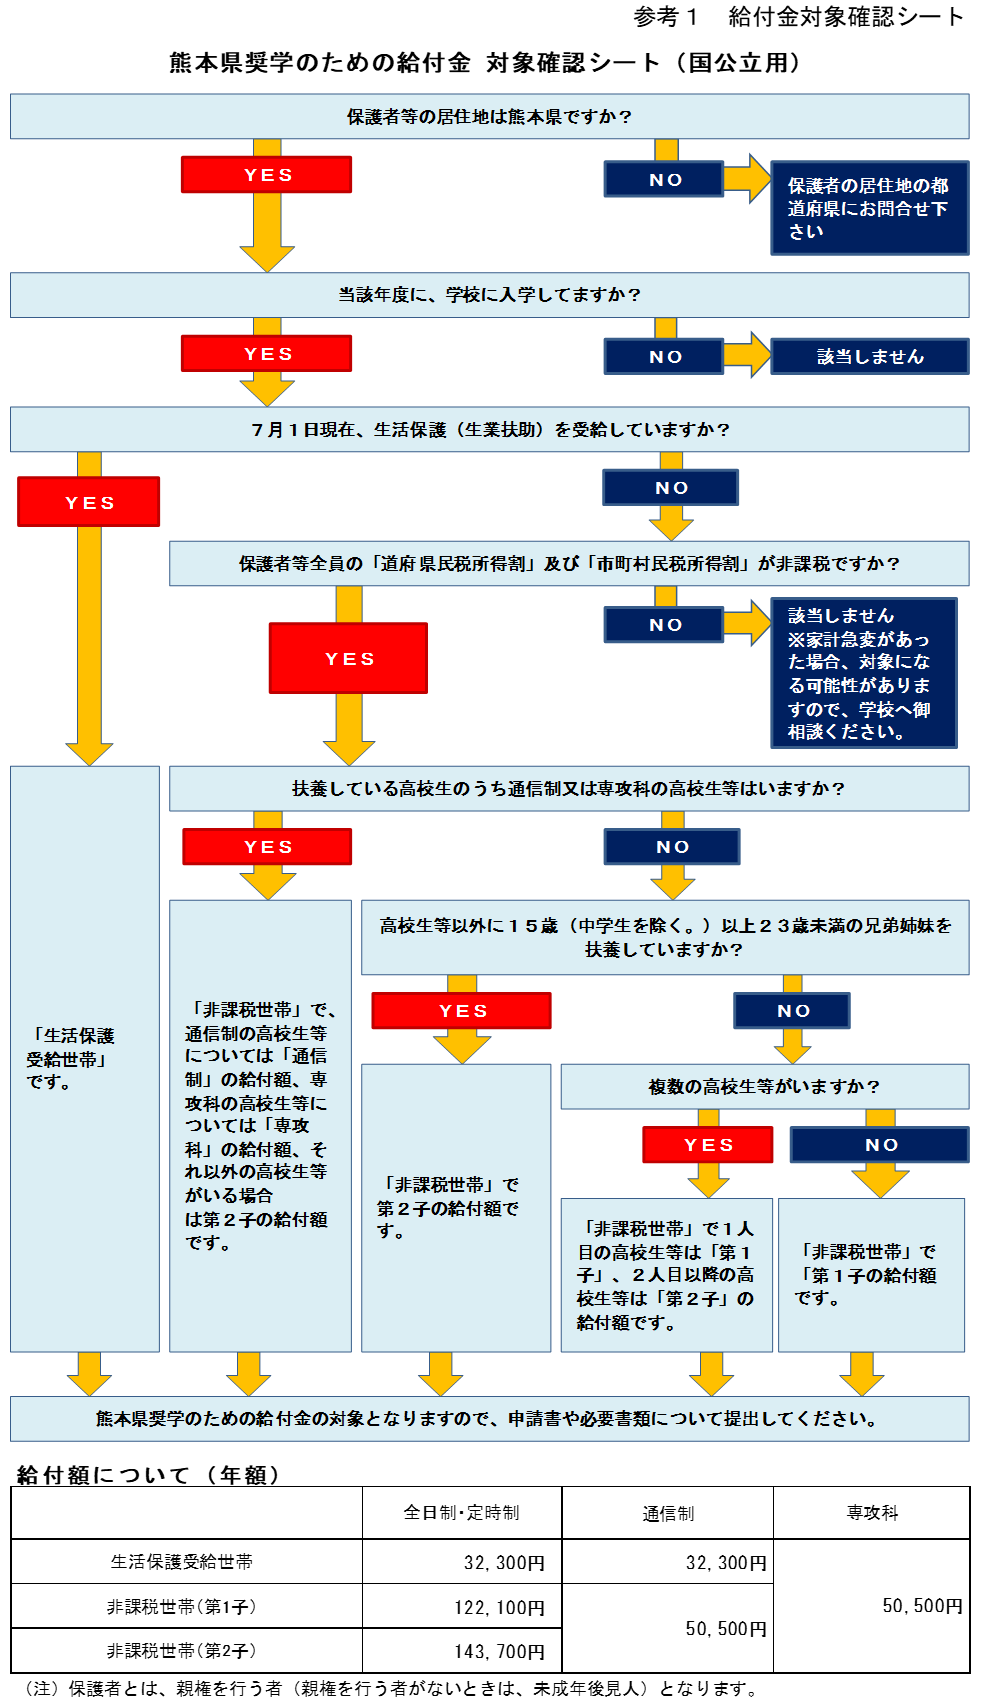 参考１　給付金対象確認シート
熊本県奨学のための給付金 対象確認シート（国公立用）
保護者等の居住地は熊本県ですか？
YES
NO
保護者の居住地の都
道府県にお問合せ下
さい
当該年度に、学校に入学してますか？
YES
NO
該当しません
７月１日現在、生活保護（生業扶助）を受給していますか？
YES
NO
保護者等全員の「道府県民税所得割」及び「市町村民税所得割」が非課税ですか？
YES
NO
該当しません
※家計急変があっ
た場合、対象にな
る可能性がありま
すので、学校へ御
相談ください。
扶養している高校生のうち通信制又は専攻科の高校生等はいますか？
YES
NO
高校生等以外に１５歳（中学生を除く。）以上２３歳未満の兄弟姉妹を
扶養していますか？
YES
NO
複数の高校生等がいますか？
YES
NO
「生活保護
受給世帯」
です。
「非課税世帯」で、
通信制の高校生等
については「通信
制」の給付額、専
攻科の高校生等に
ついては「専攻
科」の給付額、そ
れ以外の高校生等
がいる場合
は第２子の給付額
です。
「非課税世帯」で
第２子の給付額で
す。
「非課税世帯」で１人
目の高校生等は「第１
子」、２人目以降の高
校生等は「第２子」の
給付額です。
「非課税世帯」で
「第１子の給付額
です。
熊本県奨学のための給付金の対象となりますので、申請書や必要書類について提出してください。
給付額について（年額）
全日制・定時制
通信制
専攻科
生活保護受給世帯
32,300円
32,300円
50,500円
非課税世帯（第1子）
122,100円
50,500円
非課税世帯（第2子）
143,700円
（注）保護者とは、親権を行う者（親権を行う者がないときは、未成年後見人）となります。